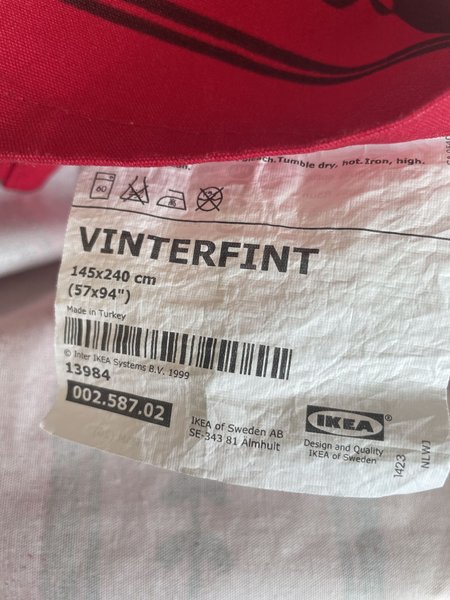 bleach.Tumble dry, hot.Iron, high.
60
VINTERFINT
145x240 cm
(57x94")
Made in Turkey
© Inter IKEA Systems B.V. 1999
13984
002.587.02
IKEA of Sweden AB
SE-343 81 Älmhult
IKEA®
Design and Quality
IKEA of Sweden
1423
NLWJ